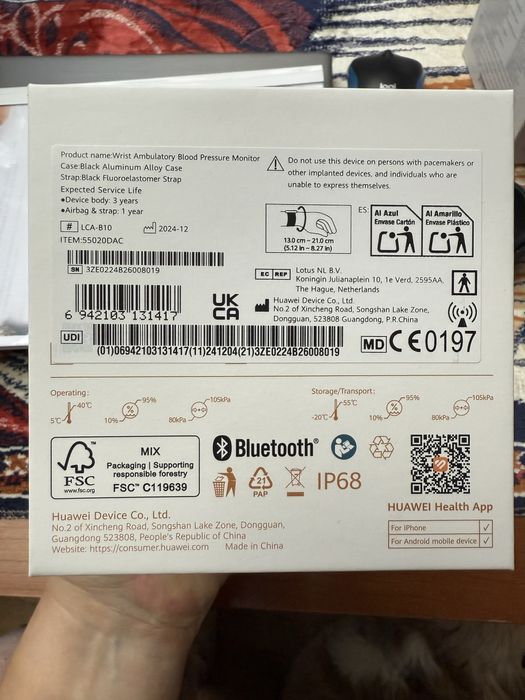 Product name:Wrist Ambulatory Blood Pressure Monitor
Case:Black Aluminum Alloy Case
Strap:Black Fluoroelastomer Strap
Expected Service Life
•Device body: 3 years
•Airbag & strap: 1 year
Do not use this device on persons with pacemakers or
other implanted devices, and individuals who are
unable to express themselves.
# LCA-B10 2024-12
ITEM:55020DAC
SN 3ZE0224B26008019
13.0 cm ~ 21.0 cm
(5.12 in ~ 8.27 in)
ES:
Al Azul
Envase Cartón
Al Amarillo
Envase Plástico
EC REP Lotus NL B.V.
Koningin Julianaplein 10, 1e Verd, 2595AA,
The Hague, Netherlands
Huawei Device Co., Ltd.
No.2 of Xincheng Road, Songshan Lake Zone,
Dongguan, 523808 Guangdong, P.R.China
6 942103 131417
UK
CA
UDI
(01)06942103131417(11)241204(21)3ZE0224B26008019
MD CE0197
Operating:
5℃ 40℃ 10% 95% 80kPa 105kPa
Storage/Transport:
-20℃ 55℃ 10% 95% 80kPa 105kPa
FSC™
www.fsc.org
MIX
Packaging | Supporting
responsible forestry
FSC™ C119639
Bluetooth®
21
PAP
IP68
Huawei Device Co., Ltd.
No.2 of Xincheng Road, Songshan Lake Zone, Dongguan,
Guangdong 523808, People's Republic of China
Website: https://consumer.huawei.com Made in China
HUAWEI Health App
For iPhone ✓
For Android mobile device ✓
logi